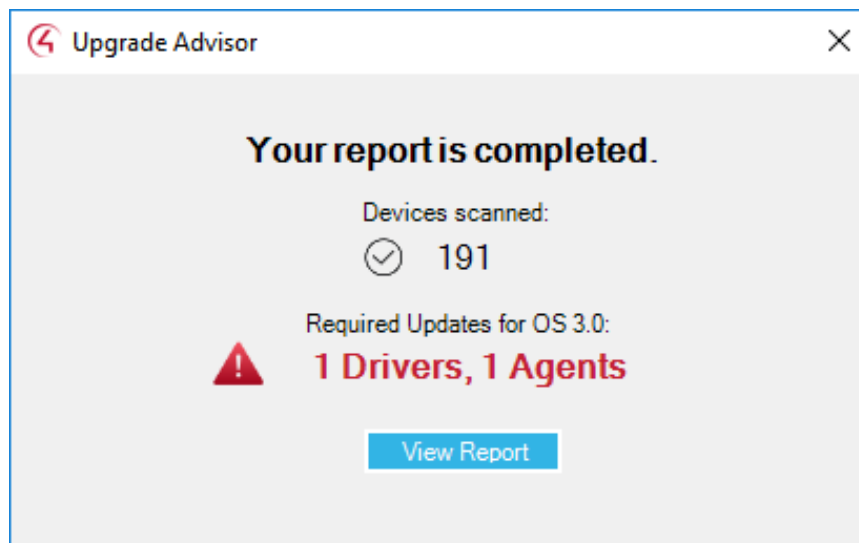 Upgrade Advisor
Your report is completed.
Devices scanned:
191
Required Updates for OS 3.0:
1 Drivers, 1 Agents
View Report